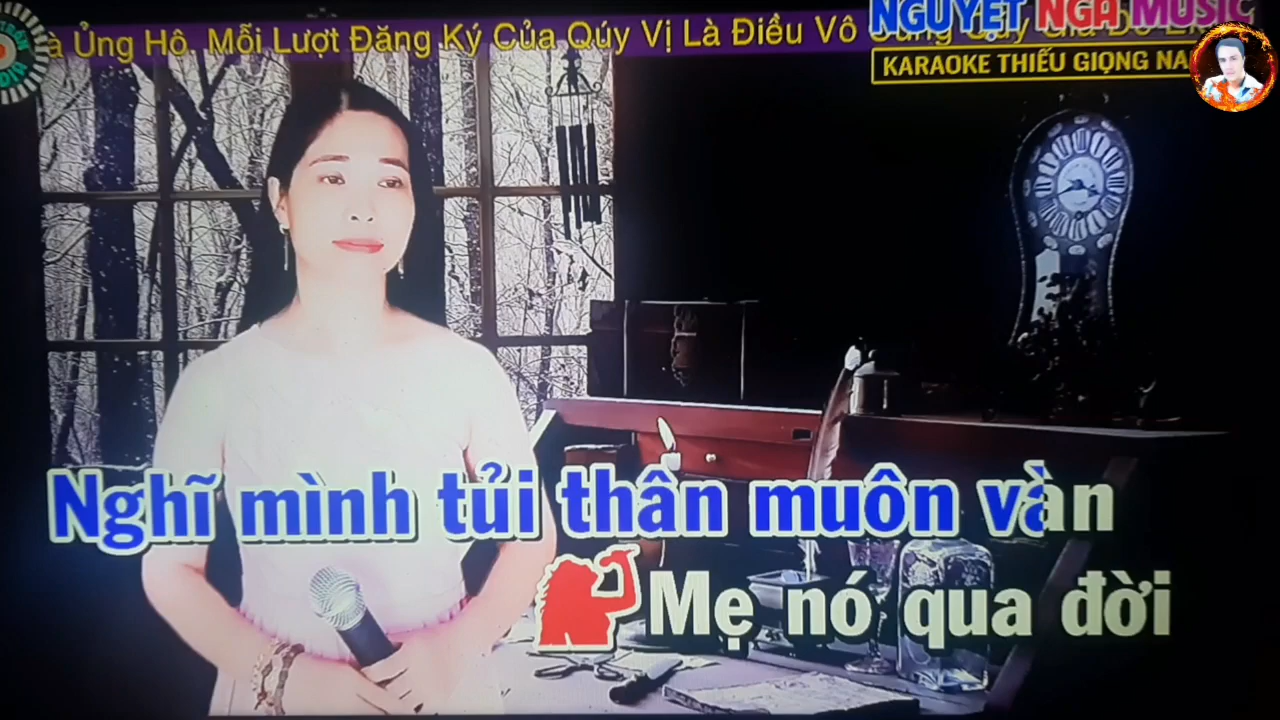 à Ủng Hộ, Mỗi Lượt Đăng Ký Của Qúy Vị Là Điều Vô
NGUYỆT NGA MUSIC
KARAOKE THIẾU GIỌNG NA
Nghĩ mình tủi thân muôn vàn
Mẹ nó qua đời